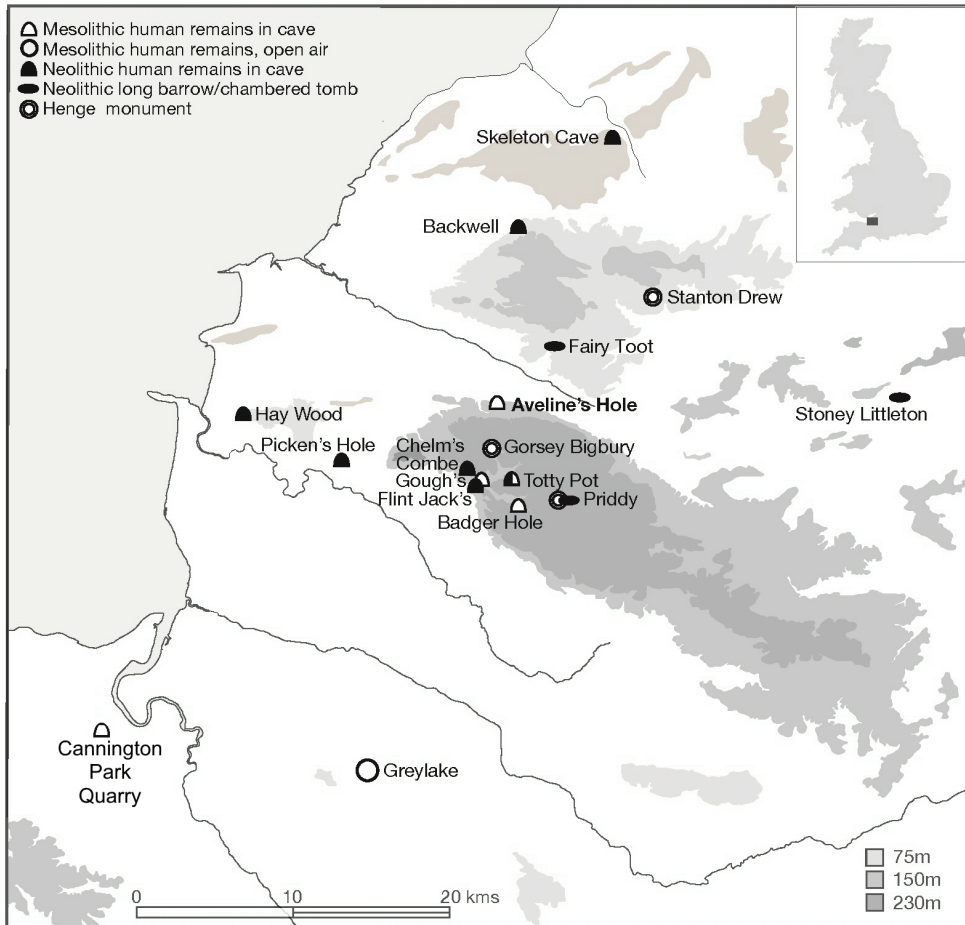 Mesolithic human remains in cave
Mesolithic human remains, open air
Neolithic human remains in cave
Neolithic long barrow/chambered tomb
Henge monument
Skeleton Cave
Backwell
Stanton Drew
Fairy Toot
Aveline's Hole
Stoney Littleton
Hay Wood
Picken's Hole
Chelm's
Combe
Gorsey Bigbury
Gough's
Totty Pot
Flint Jack's
Priddy
Badger Hole
Cannington
Park
Quarry
Greylake
75m
150m
230m
0 10 20 kms